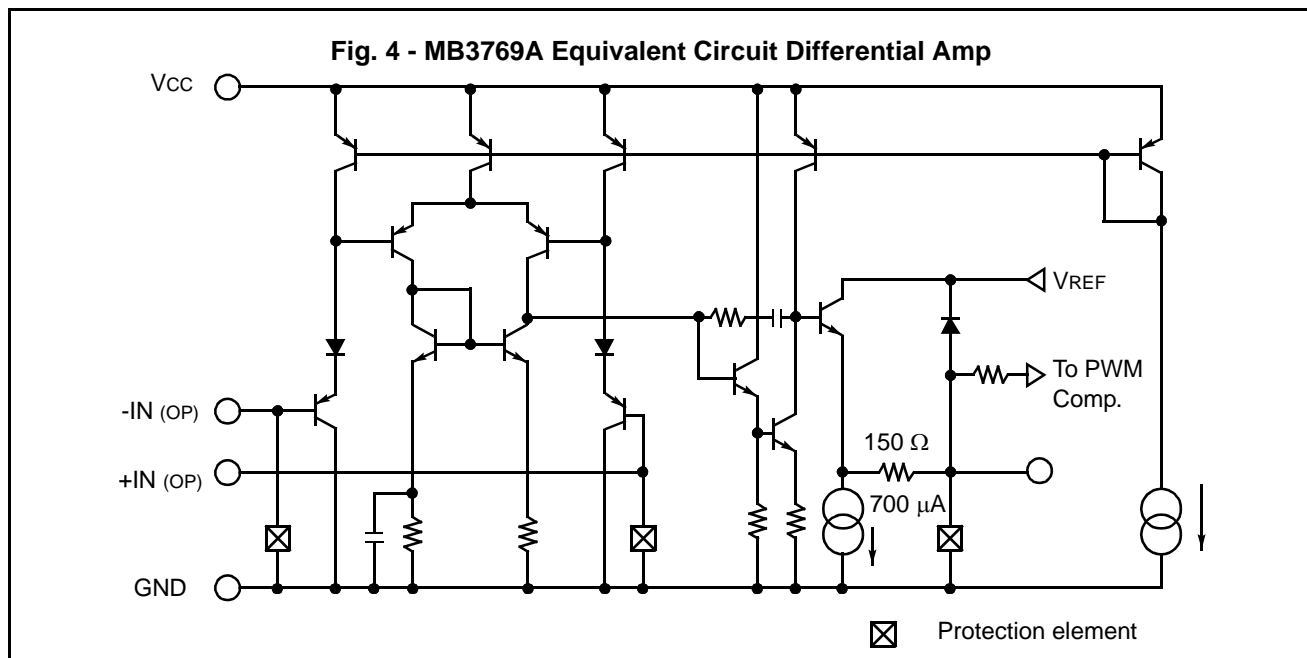 Fig. 4 - MB3769A Equivalent Circuit Differential Amp
VCC
VREF
To PWM
Comp.
-IN (OP)
150 Ω
+IN (OP)
700 μA
GND
Protection element